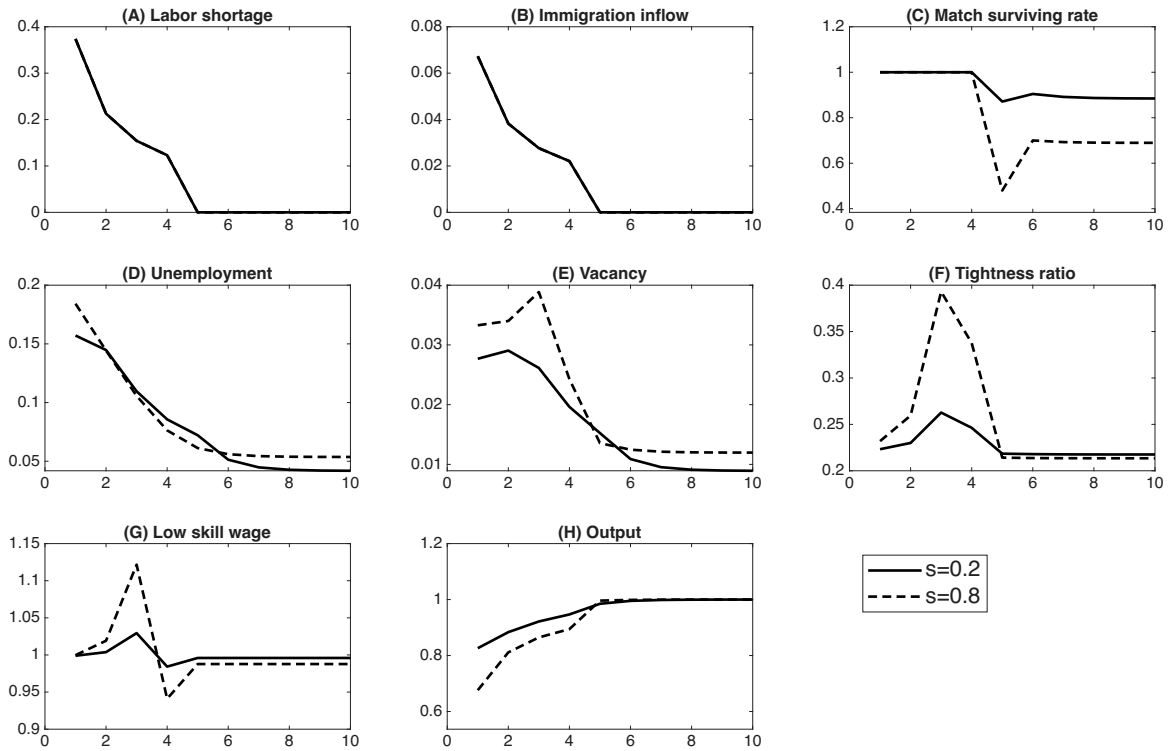 (A) Labor shortage
0.4
0.3
0.2
0.1
0
0 2 4 6 8 10
(B) Immigration inflow
0.08
0.06
0.04
0.02
0
0 2 4 6 8 10
(C) Match surviving rate
1
0.8
0.6
0.4
0 2 4 6 8 10
(D) Unemployment
0.2
0.15
0.1
0.05
0 2 4 6 8 10
(E) Vacancy
0.04
0.03
0.02
0.01
0 2 4 6 8 10
(F) Tightness ratio
0.4
0.35
0.3
0.25
0.2
0 2 4 6 8 10
(G) Low skill wage
1.15
1.1
1.05
1
0.95
0.9
0 2 4 6 8 10
(H) Output
1.2
1
0.8
0.6
0 2 4 6 8 10
s=0.2
s=0.8